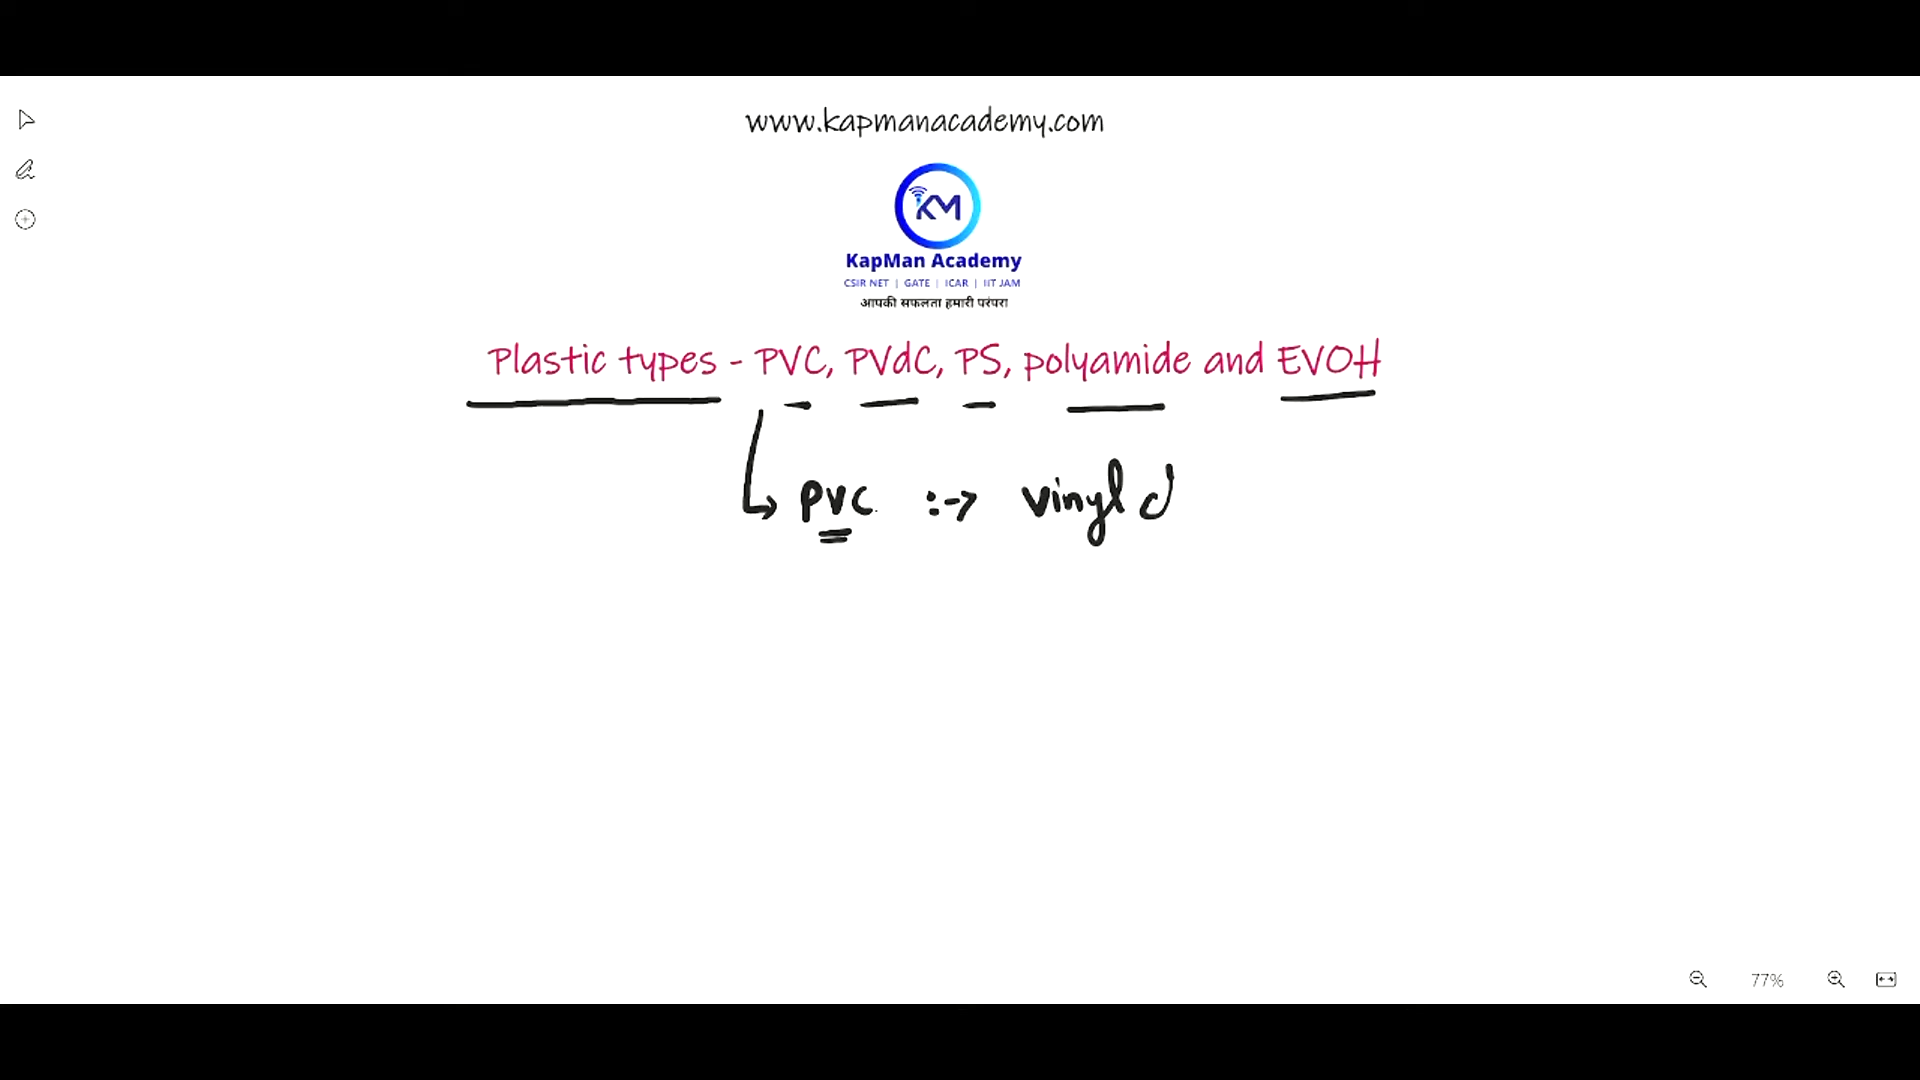 www.kapmanacademy.com
KM
KapMan Academy
CSIR NET | GATE | ICAR | IIT JAM
आपकी सफलता हमारी परंपरा
Plastic types - PVC, PVdC, PS, polyamide and EVOH
PVC :-> vinyl cl
77%